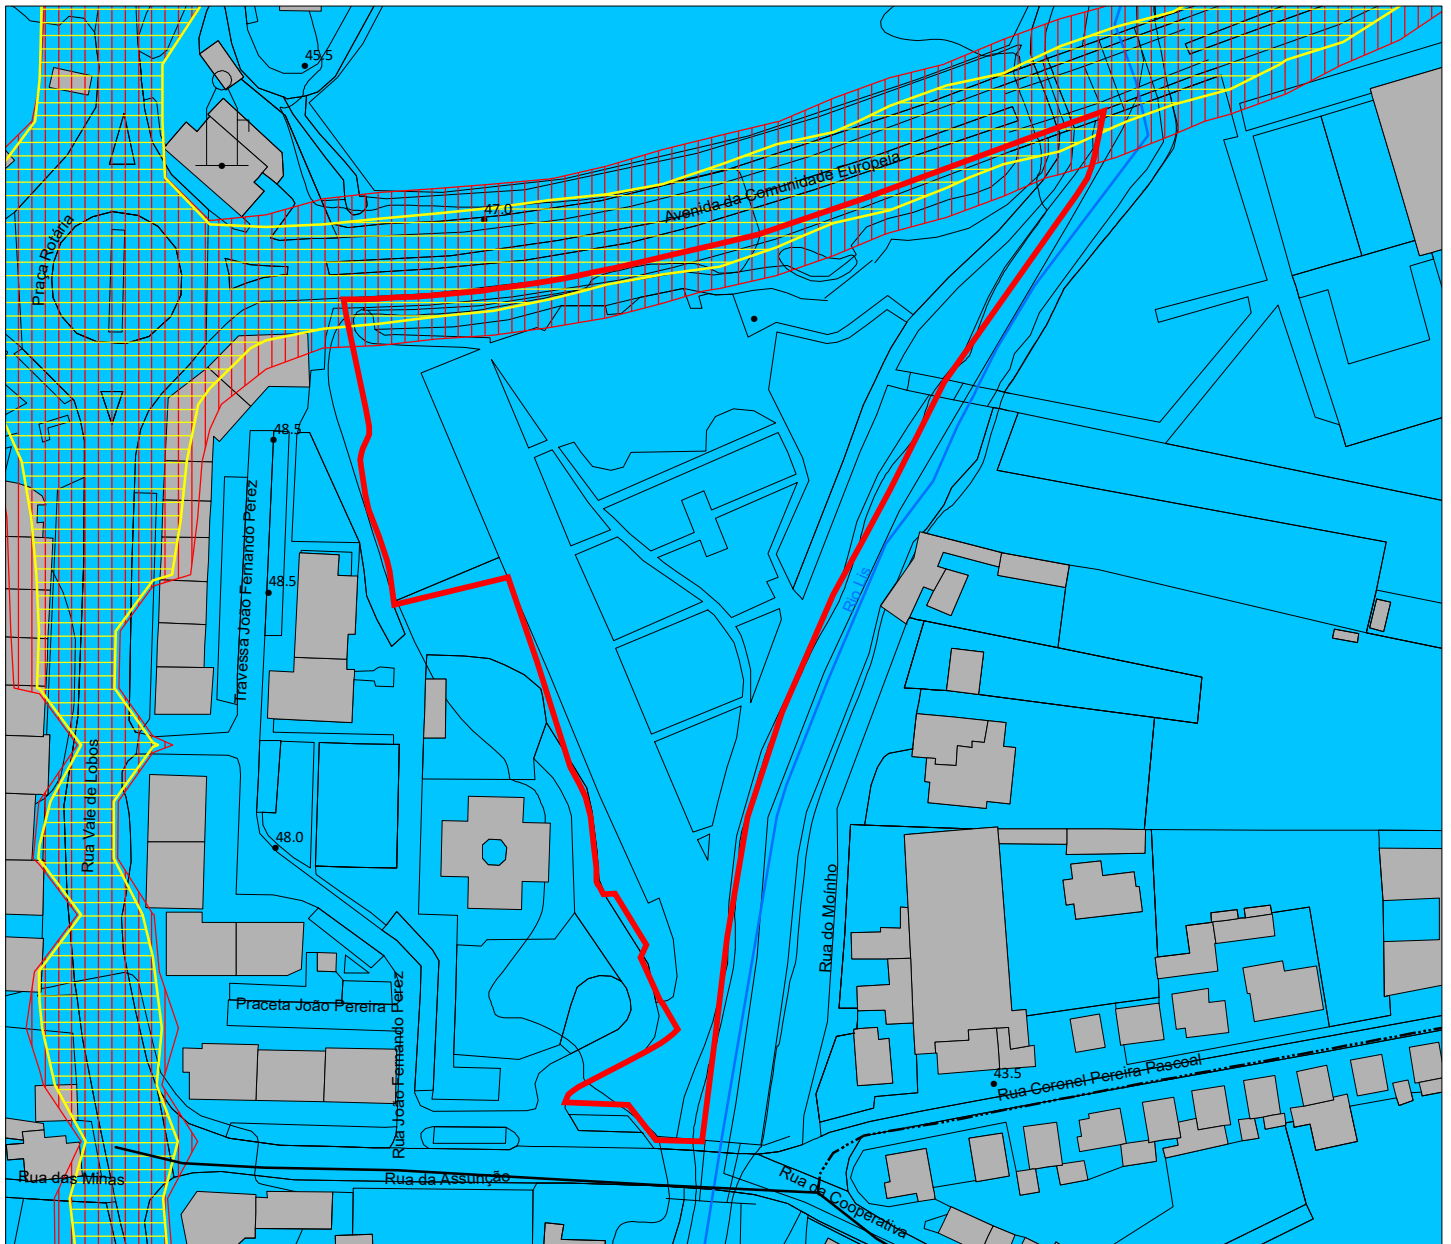 45.5
Avenida da Comunidade Europeia
47.0
Praça Rotária
48.5
Travessa João Fernando Perez
48.5
Rio Lis
Rua Vale de Lobos
48.0
Rua do Moínho
Praceta João Pereira
Rua João Fernando Perez
43.5
Rua Coronel Pereira Pascoal
Rua das Minas
Rua da Assunção
Rua da Cooperativa